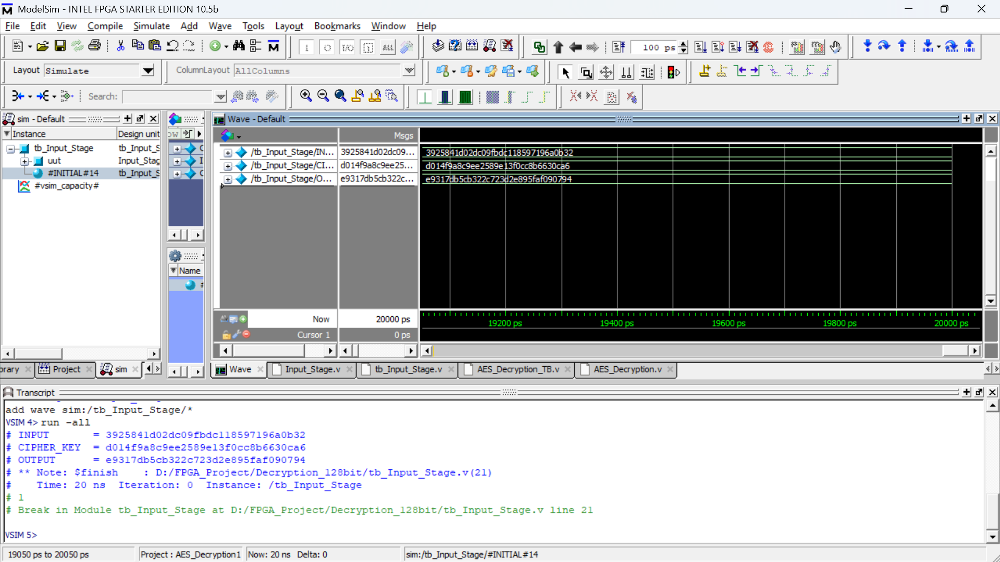 ModelSim - INTEL FPGA STARTER EDITION 10.5b
File Edit View Compile Simulate Add Wave Tools Layout Bookmarks Window Help
100 ps
Layout Simulate
ColumnLayout AllColumns
Search:
sim - Default
Instance Design unit
tb_Input_Stage tb_Input_S
uut Input_Stag
#INITIAL#14 tb_Input_S
#vsim_capacity#
Name
Wave - Default
Msgs
/tb_Input_Stage/IN... 3925841d02dc09... 3925841d02dc09fbdc118597196a0b32
/tb_Input_Stage/CI... d014f9a8c9ee25... d014f9a8c9ee2589e13f0cc8b6630ca6
/tb_Input_Stage/O... e9317db5cb322c... e9317db5cb322c723d2e895faf090794
Now 20000 ps
Cursor 1 0 ps
19200 ps 19400 ps 19600 ps 19800 ps 20000 ps
brary Project sim
Wave Input_Stage.v tb_Input_Stage.v AES_Decryption_TB.v AES_Decryption.v
Transcript
add wave sim:/tb_Input_Stage/*
VSIM 4> run -all
# INPUT = 3925841d02dc09fbdc118597196a0b32
# CIPHER_KEY = d014f9a8c9ee2589e13f0cc8b6630ca6
# OUTPUT = e9317db5cb322c723d2e895faf090794
# ** Note: $finish : D:/FPGA_Project/Decryption_128bit/tb_Input_Stage.v(21)
# Time: 20 ns Iteration: 0 Instance: /tb_Input_Stage
# 1
# Break in Module tb_Input_Stage at D:/FPGA_Project/Decryption_128bit/tb_Input_Stage.v line 21
VSIM 5>
19050 ps to 20050 ps Project : AES_Decryption1 Now: 20 ns Delta: 0 sim:/tb_Input_Stage/#INITIAL#14